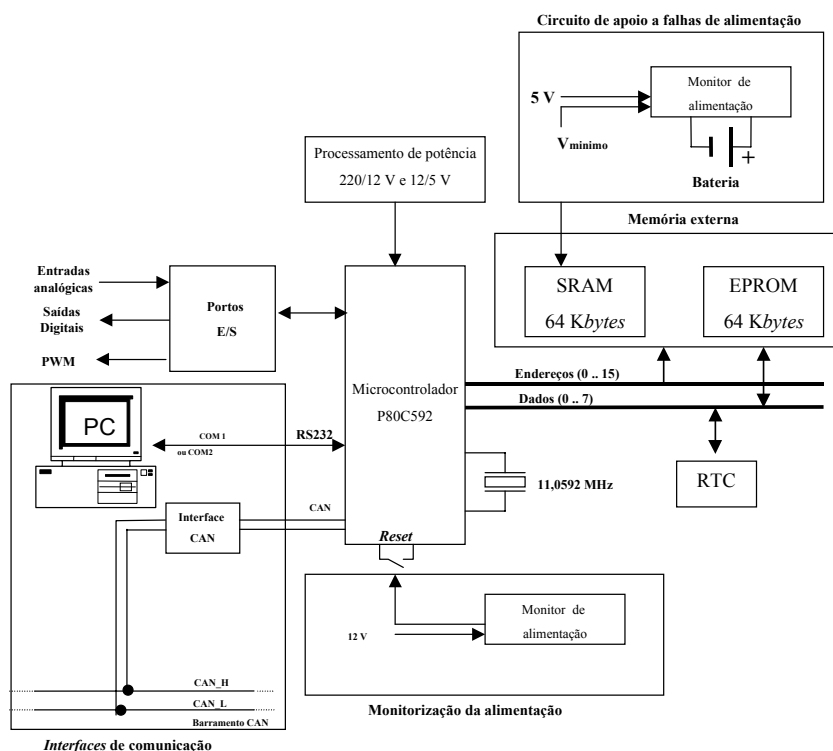 Circuito de apoio a falhas de alimentação
Monitor de
alimentação
5 V
Vminimo
+
Bateria
Processamento de potência
220/12 V e 12/5 V
Memória externa
SRAM
64 Kbytes
EPROM
64 Kbytes
Entradas
analógicas
Saídas
Digitais
PWM
Portos
E/S
Microcontrolador
P80C592
Endereços (0 .. 15)
Dados (0 .. 7)
RTC
11,0592 MHz
PC
COM 1
ou COM2
RS232
CAN
Interface
CAN
Reset
Monitor de
alimentação
12 V
CAN_H
CAN_L
Barramento CAN
Monitorização da alimentação
Interfaces de comunicação